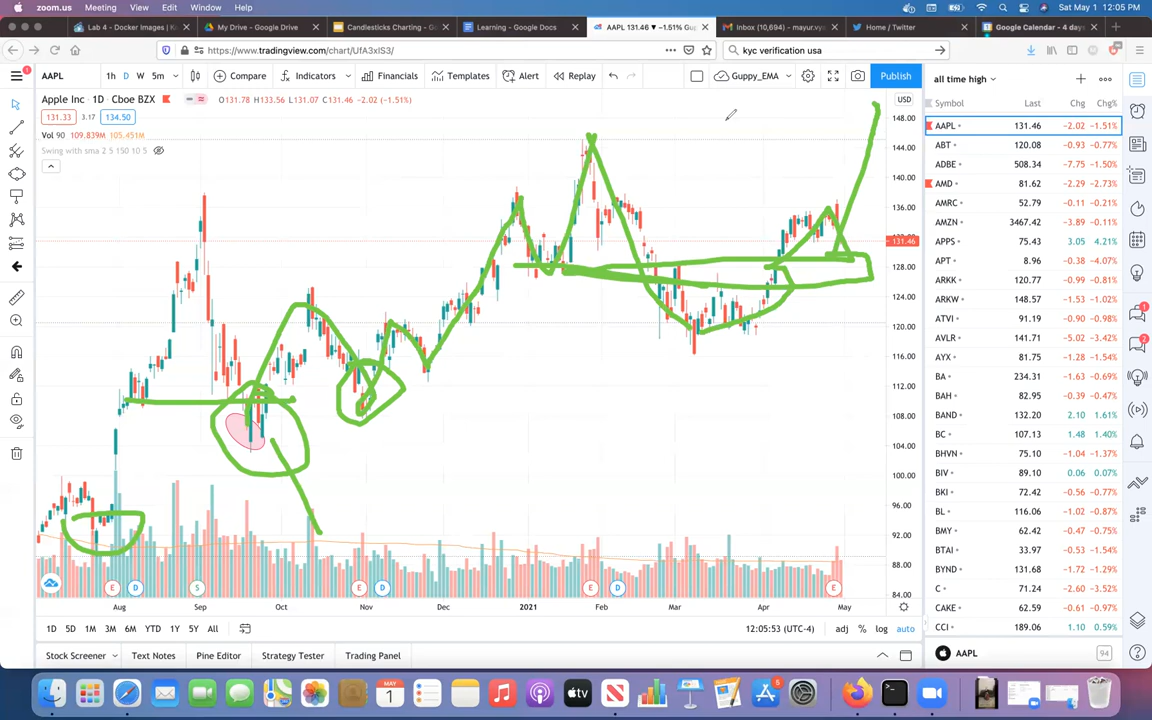 zoom.us Meeting View Edit Window Help Sat May 1 12:05 PM
Lab 4 - Docker Images | K My Drive - Google Drive Candlesticks Charting - Go Learning - Google Docs AAPL 131.46 ▼ −1.51% Inbox (10,694) - mayur.vy Home / Twitter Google Calendar - 4 Days
https://www.tradingview.com/chart/UfA3xIS3/ kyc verification usa
AAPL 1h D W 5m Compare Indicators Financials Templates Alert Replay Guppy_EMA Publish
all time high
Apple Inc · 1D · Cboe BZX O131.78 H133.56 L131.07 C131.46 −2.02 (−1.51%)
131.33 3.17 134.50
Vol 90 109.839M 105.451M
Swing with sma 2 5 150 10 5
USD
148.00
144.00
140.00
136.00
131.46
128.00
124.00
120.00
116.00
112.00
108.00
104.00
100.00
96.00
92.00
88.00
84.00
E D S E D E D E
Aug Sep Oct Nov Dec 2021 Feb Mar Apr May
1D 5D 1M 3M 6M YTD 1Y 5Y All 12:05:53 (UTC-4) adj % log auto
Stock Screener Text Notes Pine Editor Strategy Tester Trading Panel
Symbol Last Chg Chg%
AAPL 131.46 −2.02 −1.51%
ABT 120.08 −0.93 −0.77%
ADBE 508.34 −7.75 −1.50%
AMD 81.62 −2.29 −2.73%
AMRC 52.79 −0.11 −0.21%
AMZN 3467.42 −3.89 −0.11%
APPS 75.43 3.05 4.21%
APT 8.96 −0.38 −4.07%
ARKK 120.77 −0.99 −0.81%
ARKW 148.57 −1.53 −1.02%
ATVI 91.19 −0.90 −0.98%
AVLR 141.71 −5.02 −3.42%
AYX 81.75 −1.28 −1.54%
BA 234.31 −1.63 −0.69%
BAH 82.95 −0.39 −0.47%
BAND 132.20 2.10 1.61%
BC 107.13 1.48 1.40%
BHVN 75.10 −1.04 −1.37%
BIV 89.10 0.06 0.07%
BKI 72.42 −0.56 −0.77%
BL 116.06 −1.02 −0.87%
BMY 62.42 −0.47 −0.75%
BTAI 33.97 −0.53 −1.54%
BYND 131.68 −1.72 −1.29%
C 71.24 −2.60 −3.52%
CAKE 62.59 −0.61 −0.97%
CCI 189.06 1.10 0.59%
AAPL 94
MAY
1
5